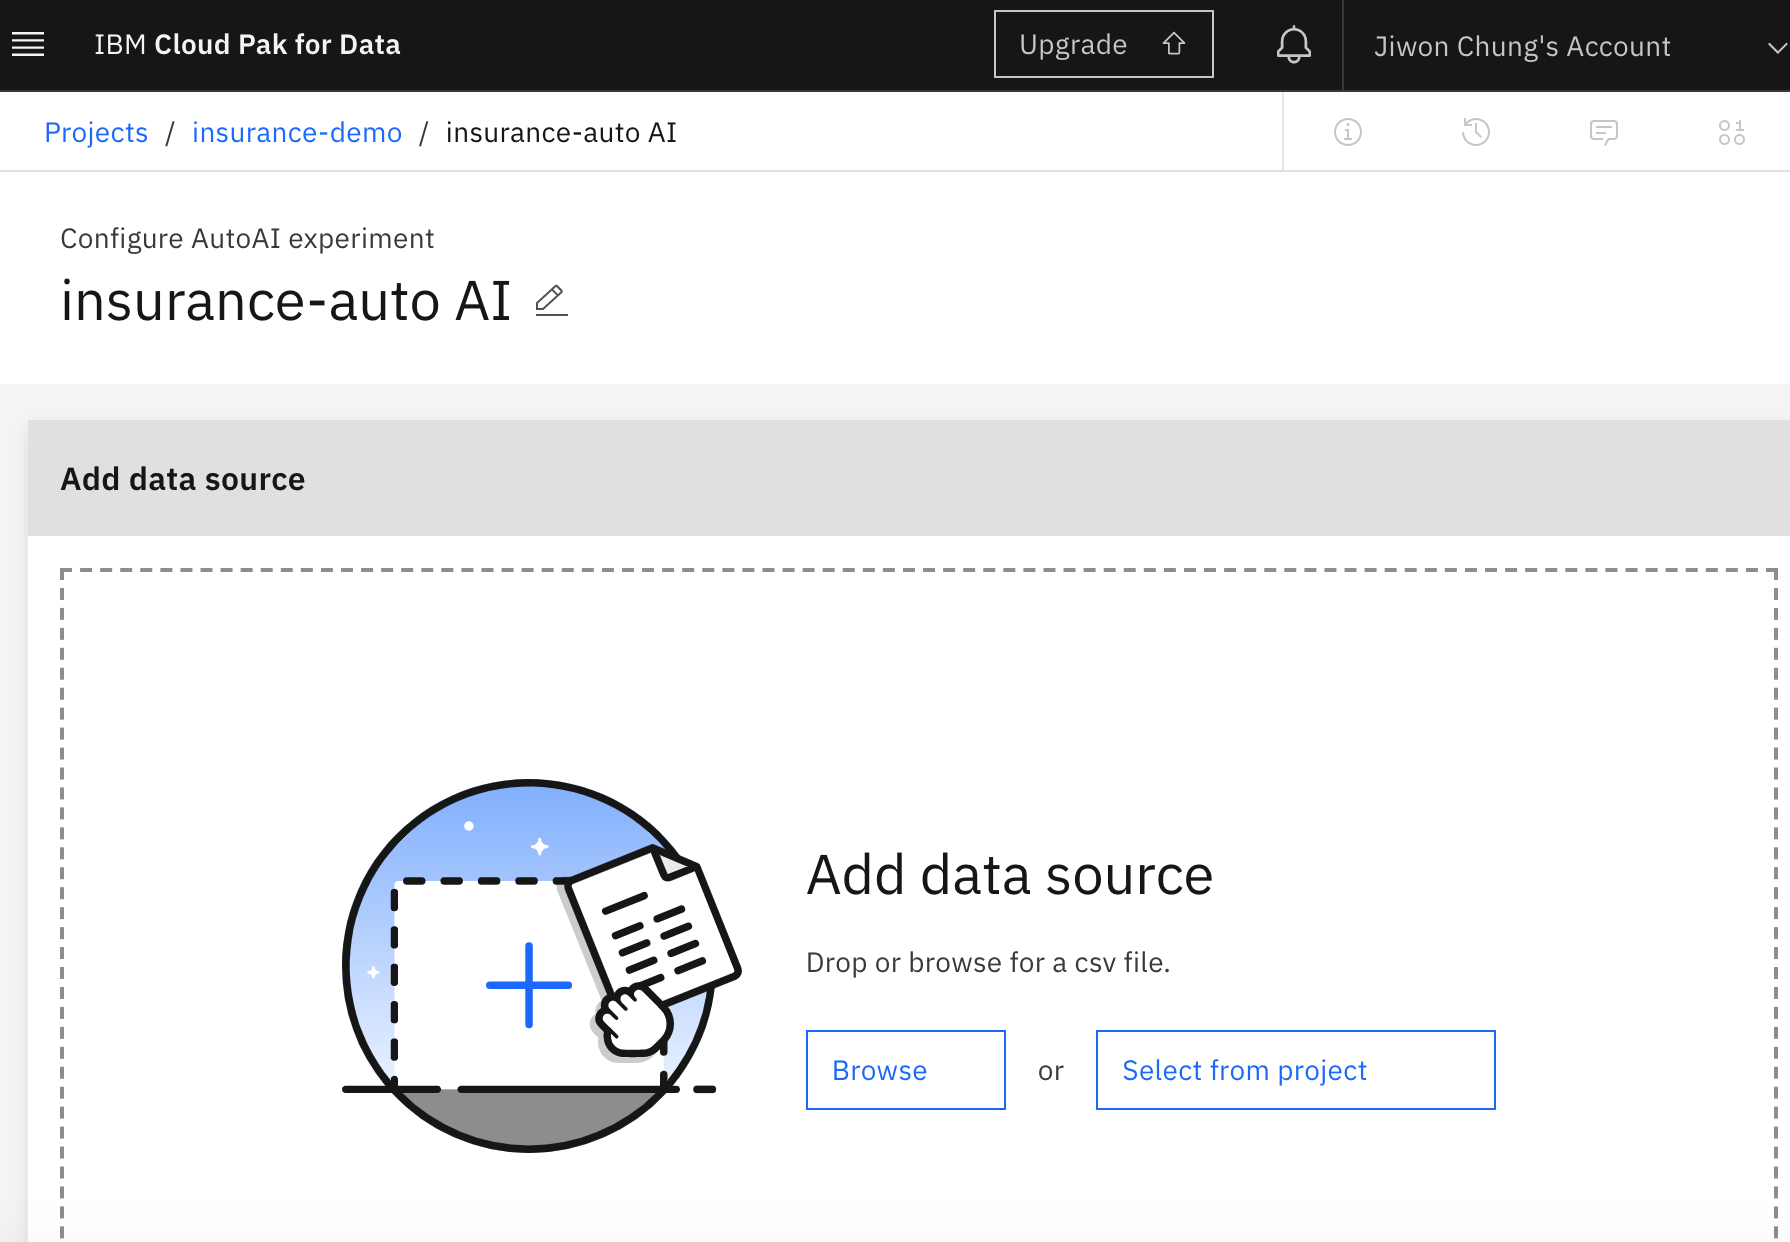 IBM Cloud Pak for Data
Upgrade
Jiwon Chung's Account
Projects / insurance-demo / insurance-auto AI
Configure AutoAI experiment
insurance-auto AI
Add data source
Add data source
Drop or browse for a csv file.
Browse or Select from project